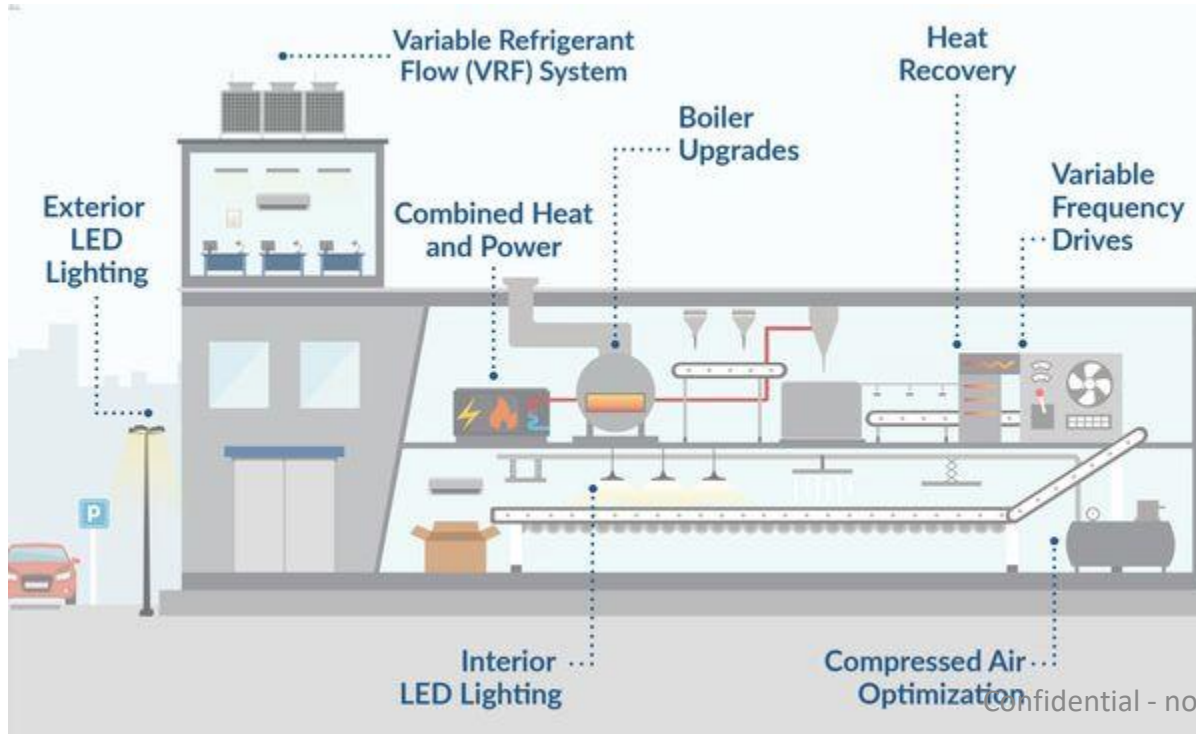 Variable Refrigerant
Flow (VRF) System
Heat
Recovery
Boiler
Upgrades
Variable
Frequency
Drives
Exterior
LED
Lighting
Combined Heat
and Power
P
Interior
LED Lighting
Compressed Air
Optimization
Confidential - no